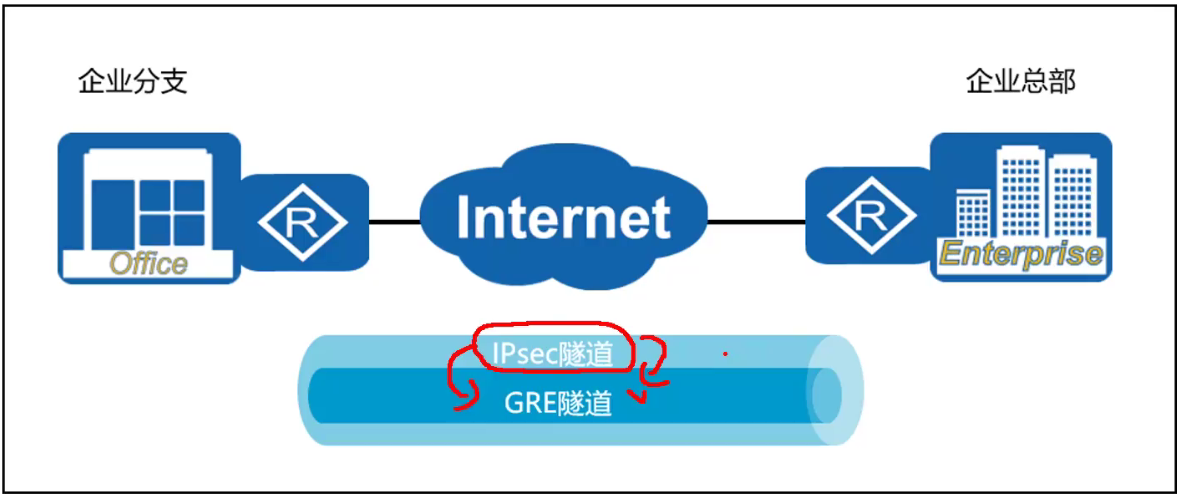 企业分支
企业总部
R
Internet
R
Office
Enterprise
IPsec隧道
GRE隧道